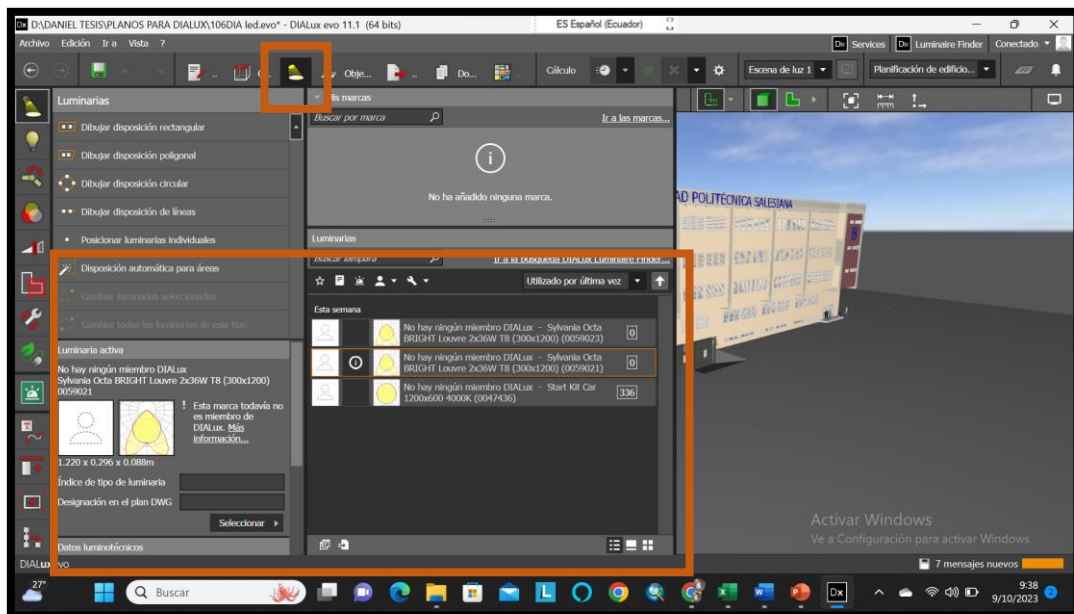 D:\DANIEL TESIS\PLANOS PARA DIALUX\106DIA led.evo* - DIALux evo 11.1 (64 bits)
ES Español (Ecuador)
Archivo Edición Ir a Vista ?
Services
Luminaire Finder
Conectado
Obje...
Do...
Cálculo
Escena de luz 1
Planificación de edificio...
Luminarias
Dibujar disposición rectangular
Dibujar disposición poligonal
Dibujar disposición circular
Dibujar disposición de líneas
Posicionar luminarias individuales
Disposición automática para áreas
Cambiar luminarias seleccionadas
Cambiar todas las luminarias de este tipo
Luminaria activa
No hay ningún miembro DIALux
Sylvania Octa BRIGHT Louvre 2x36W T8 (300x1200)
0059021
! Esta marca todavía no
es miembro de
DIALux. Más
información...
1.220 x 0.296 x 0.088m
Índice de tipo de luminaria
Designación en el plan DWG
Seleccionar
Datos luminotécnicos
is marcas
Buscar por marca
Ir a las marcas...
No ha añadido ninguna marca.
Luminarias
Buscar lámpara
Ir a la búsqueda DIALux Luminaire Finder...
Utilizado por última vez
Esta semana
No hay ningún miembro DIALux - Sylvania Octa
BRIGHT Louvre 2x36W T8 (300x1200) (0059023)
0
No hay ningún miembro DIALux - Sylvania Octa
BRIGHT Louvre 2x36W T8 (300x1200) (0059021)
0
No hay ningún miembro DIALux - Start Kit Car
1200x600 4000K (0047436)
336
AD POLITÉCNICA SALESIANA
B
Activar Windows
Ve a Configuración para activar Windows.
DIALux evo
7 mensajes nuevos
27°
Buscar
9:38
9/10/2023